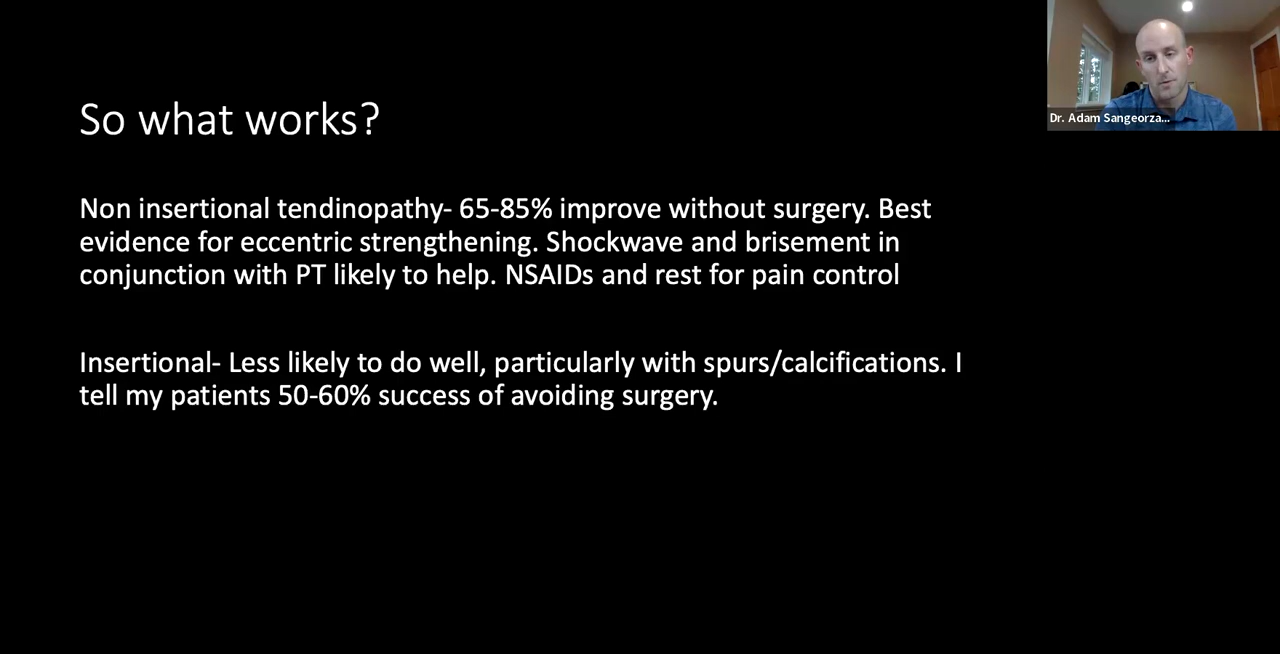 So what works?
Non insertional tendinopathy- 65-85% improve without surgery. Best
evidence for eccentric strengthening. Shockwave and brisement in
conjunction with PT likely to help. NSAIDs and rest for pain control
Insertional- Less likely to do well, particularly with spurs/calcifications. I
tell my patients 50-60% success of avoiding surgery.
Dr. Adam Sangeorza...